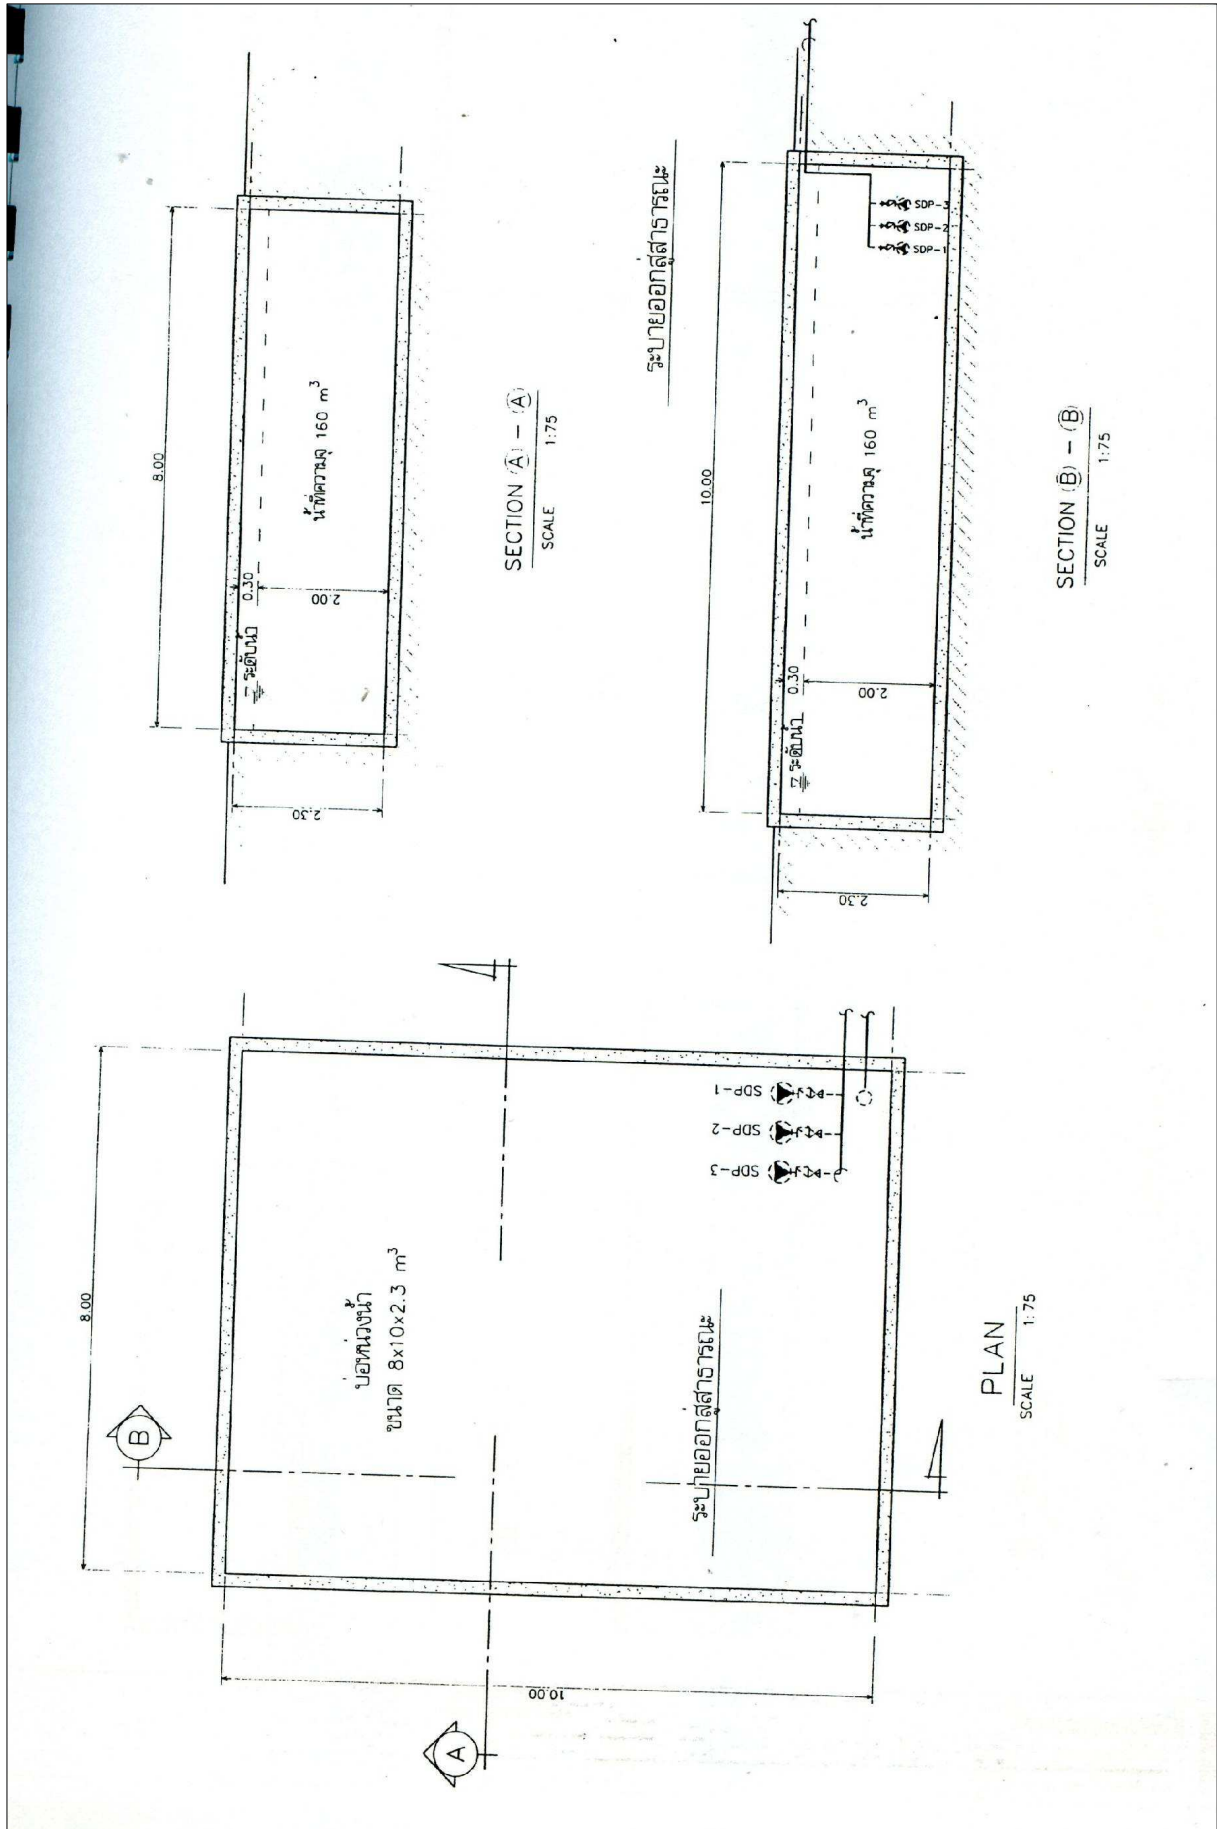 8.00
10.00
B
A
บ่อหน่วงน้ำ
ขนาด 8x10x2.3 m³
SDP-3
SDP-2
SDP-1
ระบายออกสู่สาธารณะ
PLAN
SCALE 1:75
8.00
2.30
ระดับน้ำ
0.30
2.00
น้ำที่ความจุ 160 m³
SECTION A - A
SCALE 1:75
ระบายออกสู่สาธารณะ
10.00
2.30
ระดับน้ำ
0.30
2.00
น้ำที่ความจุ 160 m³
SDP-1
SDP-2
SDP-3
SECTION B - B
SCALE 1:75